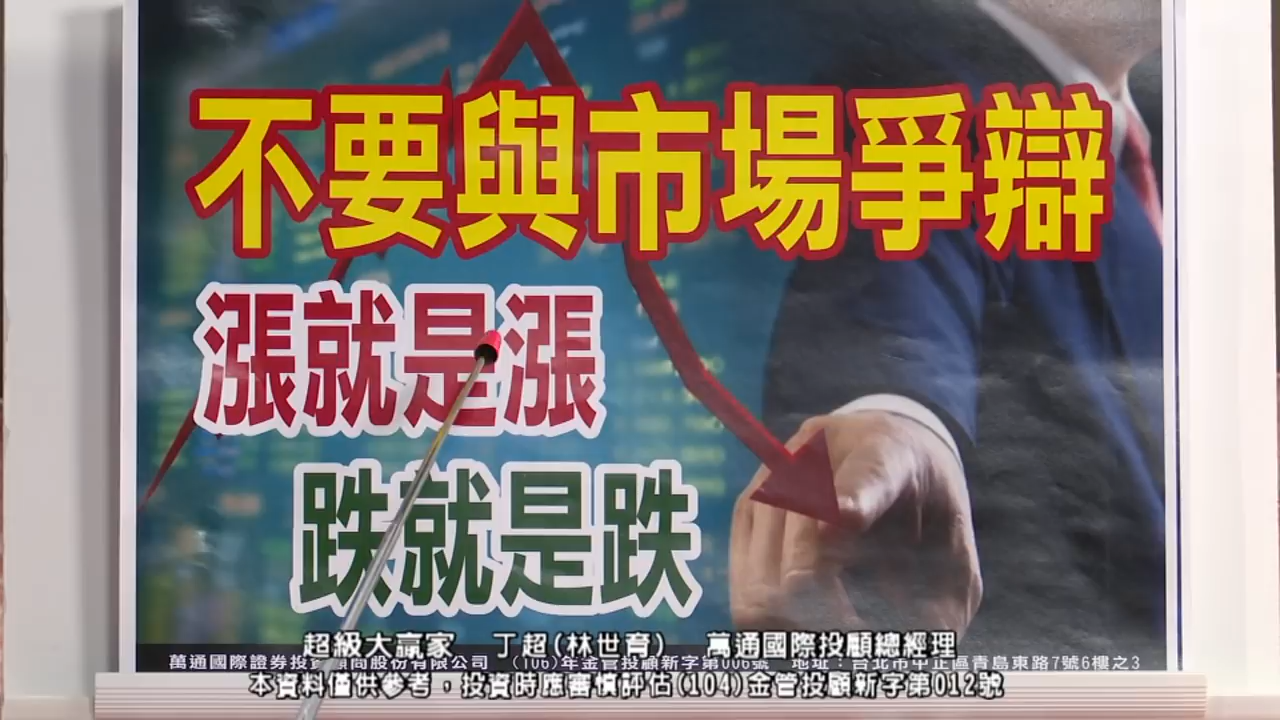 不要與市場爭辯
漲就是漲
跌就是跌
超級大贏家 丁超(林世育) 萬通國際投顧總經理
萬通國際證券投資顧問股份有限公司 (106)年金管投顧新字第006號 地址:台北市中正區青島東路7號6樓之3
本資料僅供參考,投資時應審慎評估(104)金管投顧新字第012號